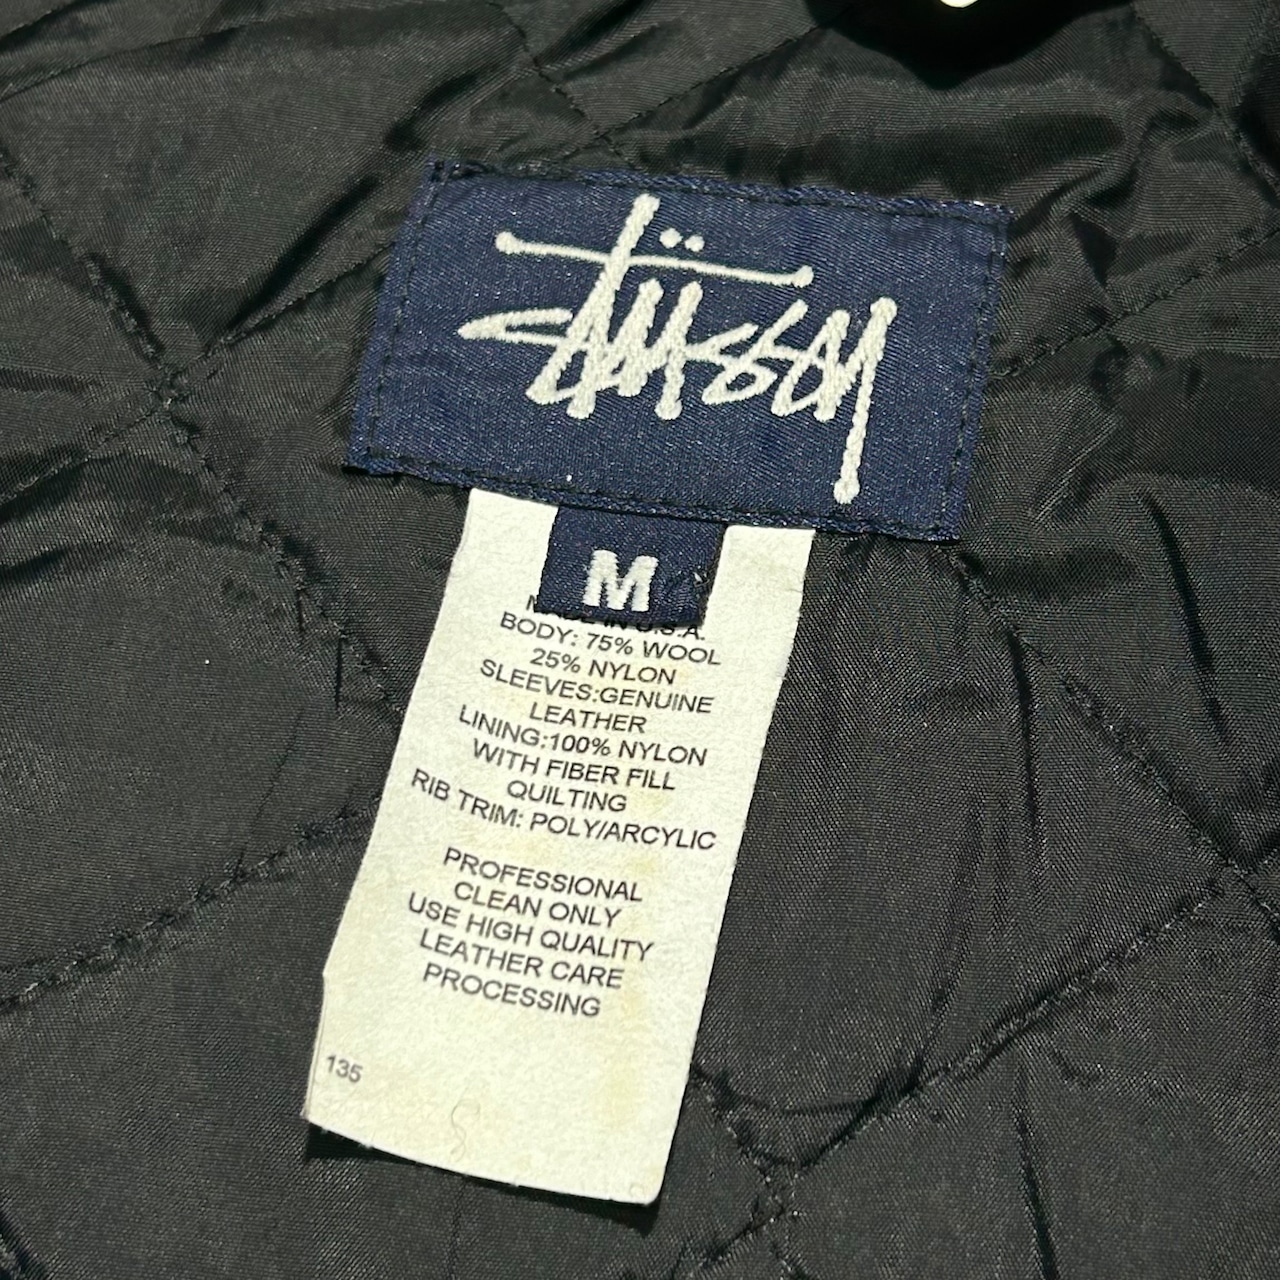 Stüssy
M
MADE IN U.S.A.
BODY: 75% WOOL
25% NYLON
SLEEVES:GENUINE
LEATHER
LINING:100% NYLON
WITH FIBER FILL
QUILTING
RIB TRIM: POLY/ARCYLIC
PROFESSIONAL
CLEAN ONLY
USE HIGH QUALITY
LEATHER CARE
PROCESSING
135